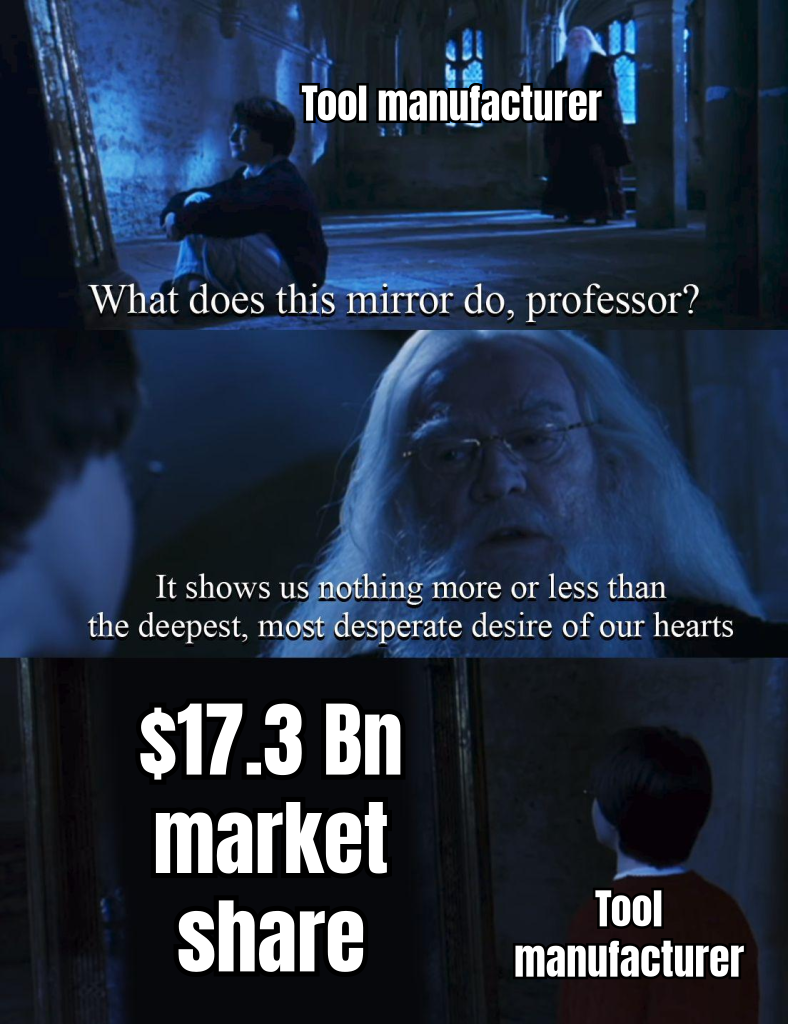 Tool manufacturer
What does this mirror do, professor?
It shows us nothing more or less than
the deepest, most desperate desire of our hearts
$17.3 Bn
market
share
Tool
manufacturer